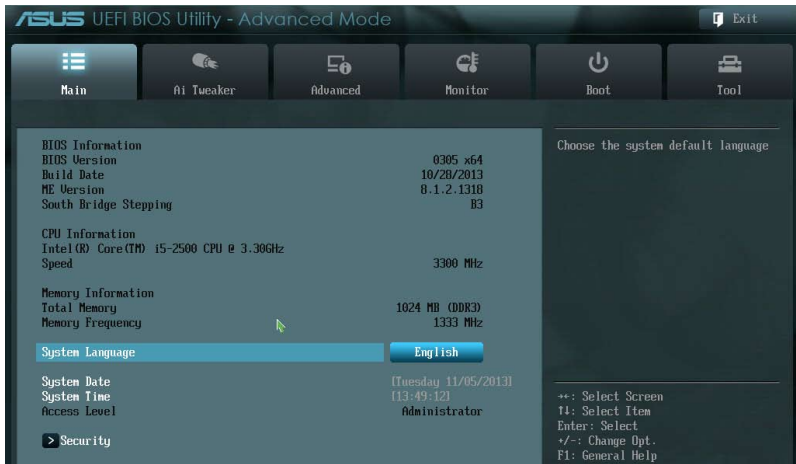 ASUS UEFI BIOS Utility - Advanced Mode
Exit
Main
Ai Tweaker
Advanced
Monitor
Boot
Tool
BIOS Information
BIOS Version 0305 x64
Build Date 10/28/2013
ME Version 8.1.2.1318
South Bridge Stepping B3
CPU Information
Intel(R) Core(TM) i5-2500 CPU @ 3.30GHz
Speed 3300 MHz
Memory Information
Total Memory 1024 MB (DDR3)
Memory Frequency 1333 MHz
System Language English
System Date [Tuesday 11/05/2013]
System Time [13:49:12]
Access Level Administrator
> Security
Choose the system default language
→←: Select Screen
↑↓: Select Item
Enter: Select
+/-: Change Opt.
F1: General Help